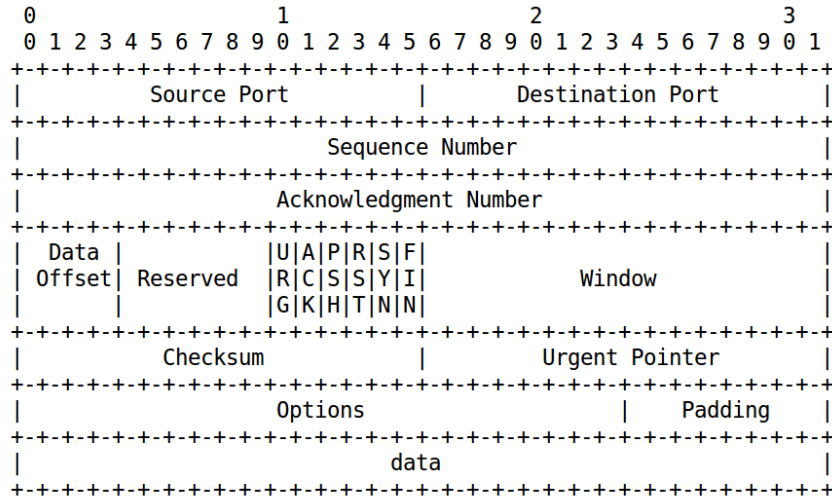 0                   1                   2                   3
 0 1 2 3 4 5 6 7 8 9 0 1 2 3 4 5 6 7 8 9 0 1 2 3 4 5 6 7 8 9 0 1
+-+-+-+-+-+-+-+-+-+-+-+-+-+-+-+-+-+-+-+-+-+-+-+-+-+-+-+-+-+-+-+-+
|          Source Port          |       Destination Port        |
+-+-+-+-+-+-+-+-+-+-+-+-+-+-+-+-+-+-+-+-+-+-+-+-+-+-+-+-+-+-+-+-+
|                        Sequence Number                        |
+-+-+-+-+-+-+-+-+-+-+-+-+-+-+-+-+-+-+-+-+-+-+-+-+-+-+-+-+-+-+-+-+
|                    Acknowledgment Number                      |
+-+-+-+-+-+-+-+-+-+-+-+-+-+-+-+-+-+-+-+-+-+-+-+-+-+-+-+-+-+-+-+-+
|  Data |           |U|A|P|R|S|F|                               |
| Offset| Reserved  |R|C|S|S|Y|I|            Window             |
|       |           |G|K|H|T|N|N|                               |
+-+-+-+-+-+-+-+-+-+-+-+-+-+-+-+-+-+-+-+-+-+-+-+-+-+-+-+-+-+-+-+-+
|           Checksum            |         Urgent Pointer        |
+-+-+-+-+-+-+-+-+-+-+-+-+-+-+-+-+-+-+-+-+-+-+-+-+-+-+-+-+-+-+-+-+
|                    Options                    |    Padding    |
+-+-+-+-+-+-+-+-+-+-+-+-+-+-+-+-+-+-+-+-+-+-+-+-+-+-+-+-+-+-+-+-+
|                             data                              |
+-+-+-+-+-+-+-+-+-+-+-+-+-+-+-+-+-+-+-+-+-+-+-+-+-+-+-+-+-+-+-+-+